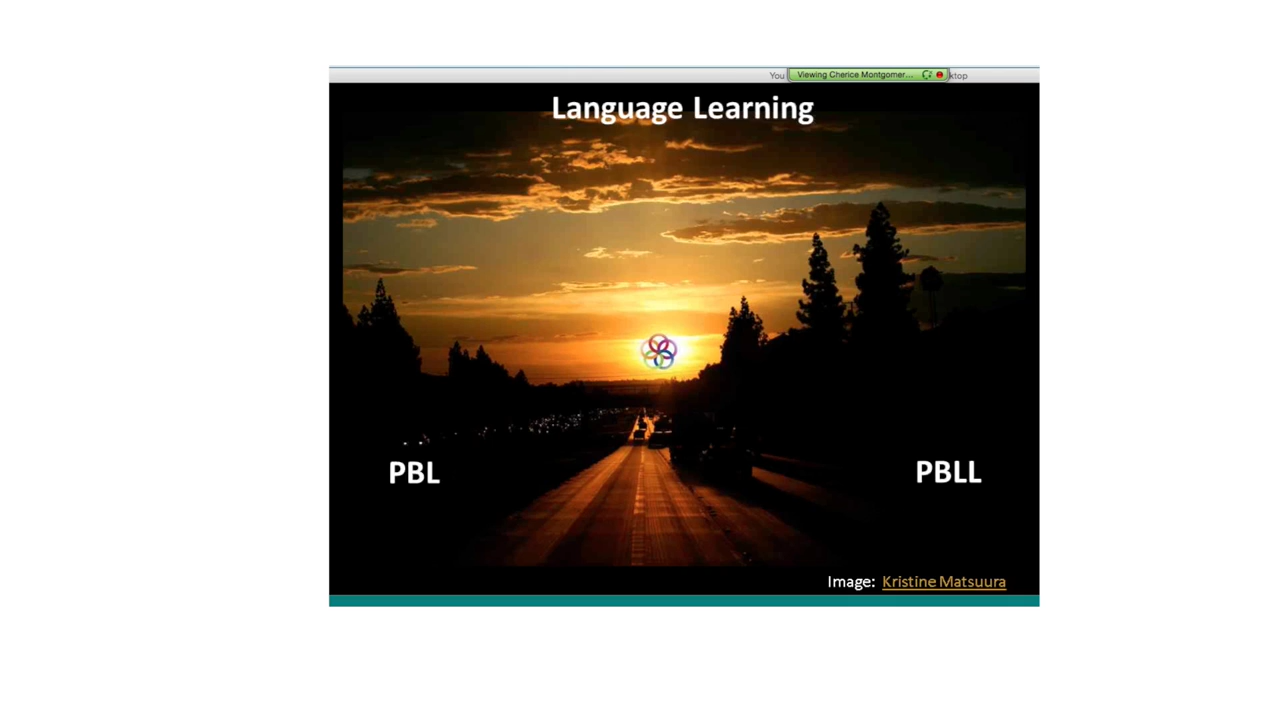 You
Viewing Cherice Montgomer...
ktop
Language Learning
PBL
PBLL
Image: Kristine Matsuura